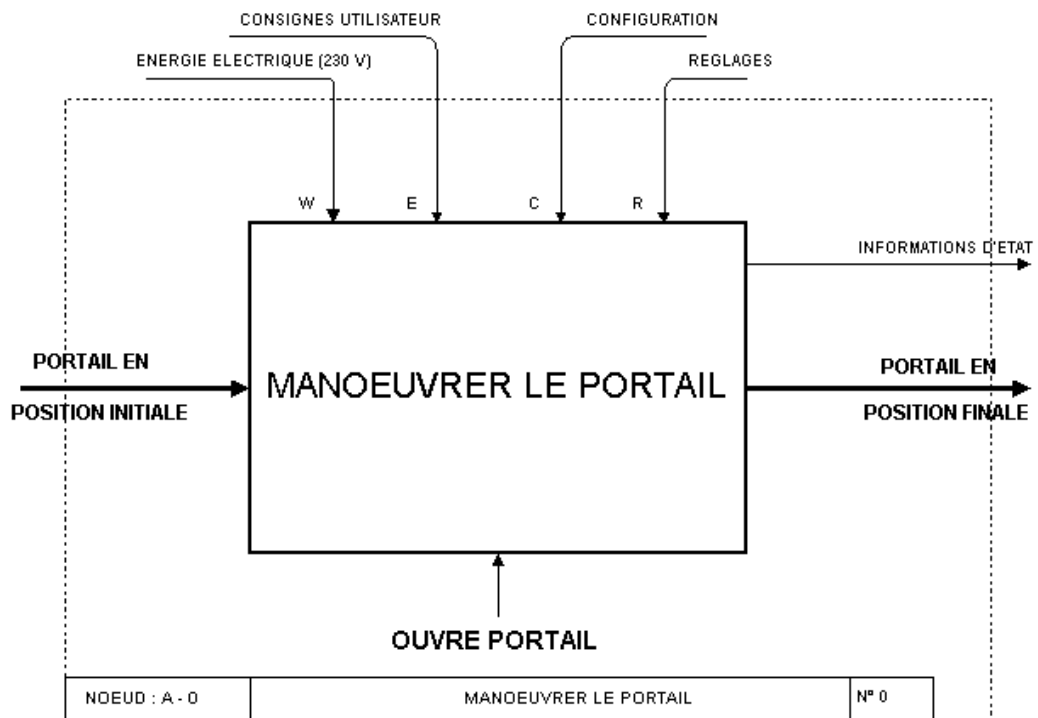 CONSIGNES UTILISATEUR
CONFIGURATION
ENERGIE ELECTRIQUE (230 V)
REGLAGES
W
E
C
R
INFORMATIONS D'ETAT
PORTAIL EN
POSITION INITIALE
MANOEUVRER LE PORTAIL
PORTAIL EN
POSITION FINALE
OUVRE PORTAIL
NOEUD : A - 0
MANOEUVRER LE PORTAIL
N° 0